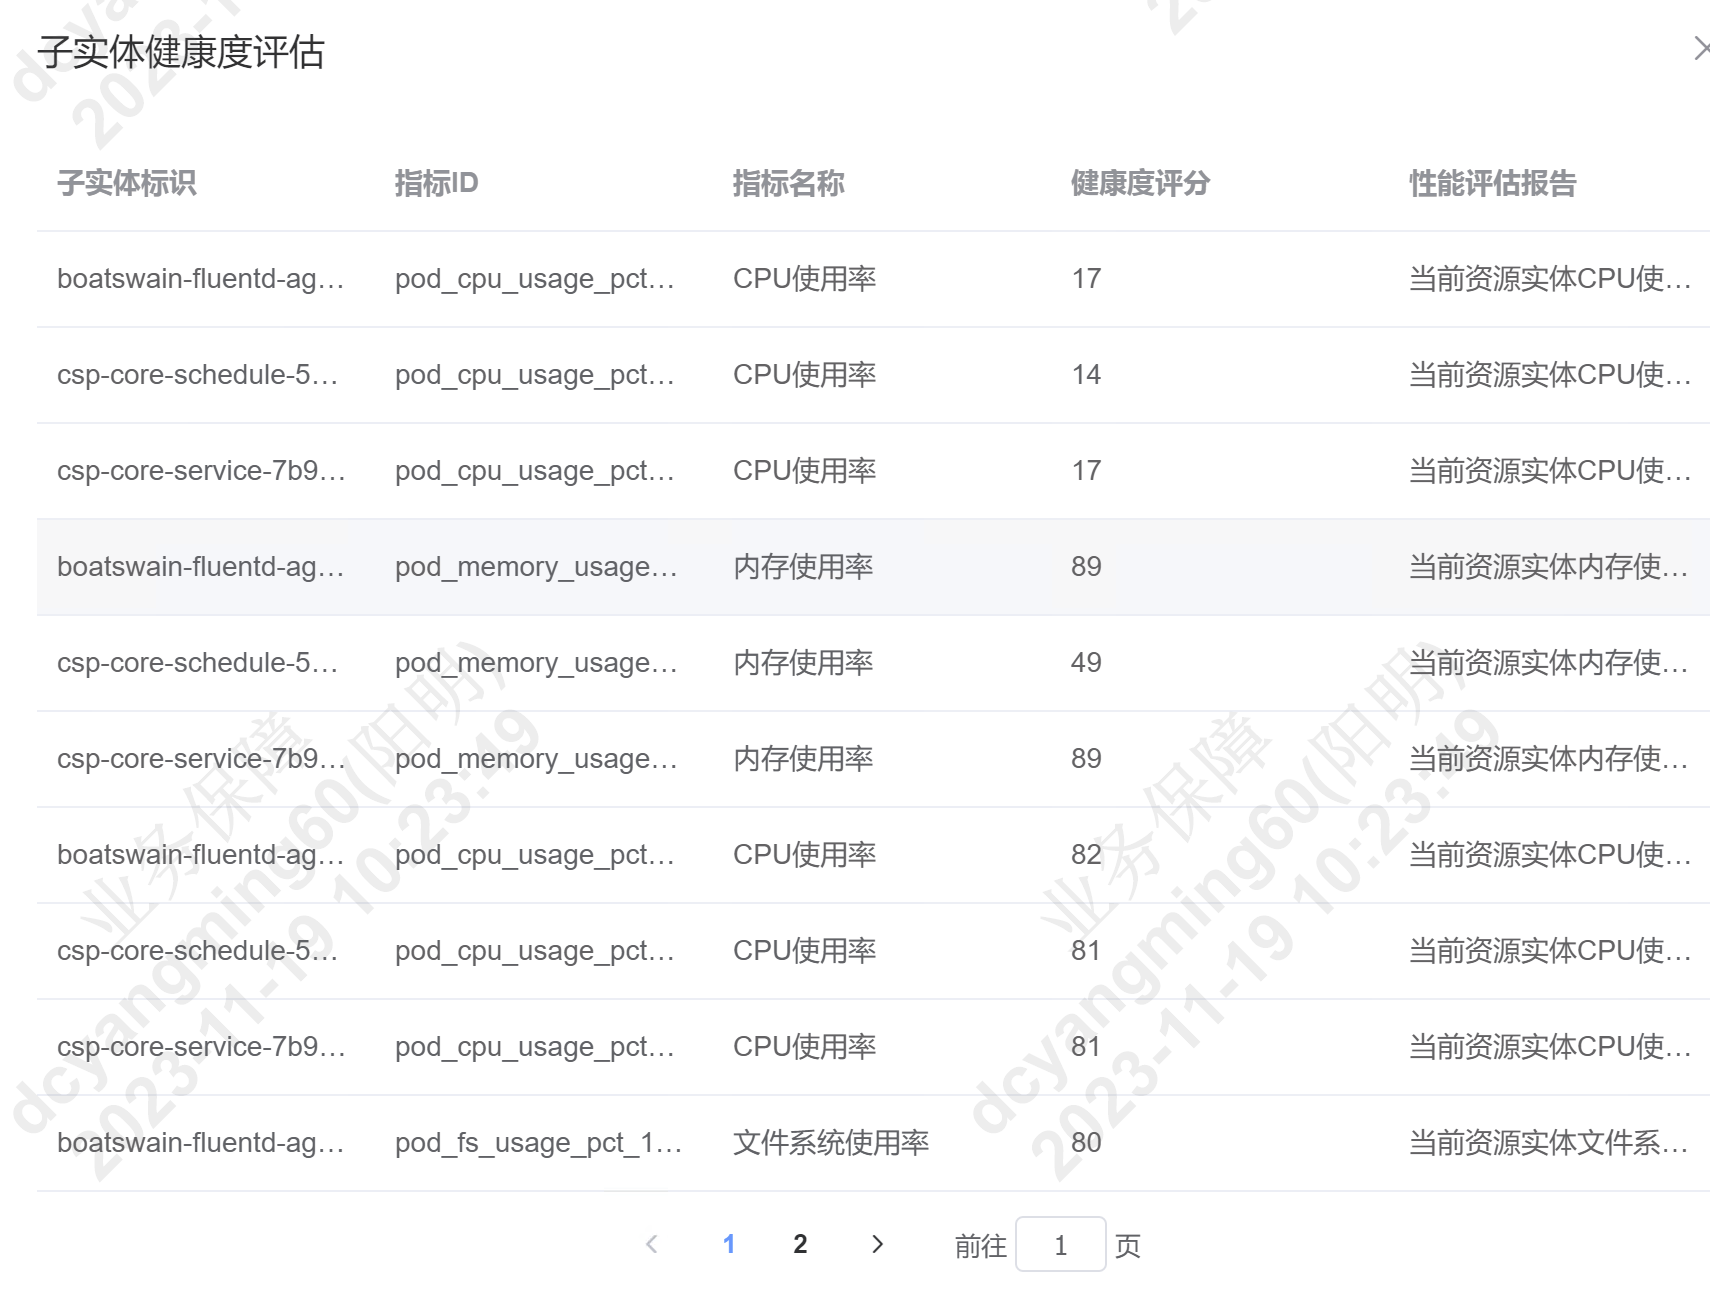 子实体健康度评估
子实体标识 指标ID 指标名称 健康度评分 性能评估报告
boatswain-fluentd-ag… pod_cpu_usage_pct… CPU使用率 17 当前资源实体CPU使…
csp-core-schedule-5… pod_cpu_usage_pct… CPU使用率 14 当前资源实体CPU使…
csp-core-service-7b9… pod_cpu_usage_pct… CPU使用率 17 当前资源实体CPU使…
boatswain-fluentd-ag… pod_memory_usage… 内存使用率 89 当前资源实体内存使…
csp-core-schedule-5… pod_memory_usage… 内存使用率 49 当前资源实体内存使…
csp-core-service-7b9… pod_memory_usage… 内存使用率 89 当前资源实体内存使…
boatswain-fluentd-ag… pod_cpu_usage_pct… CPU使用率 82 当前资源实体CPU使…
csp-core-schedule-5… pod_cpu_usage_pct… CPU使用率 81 当前资源实体CPU使…
csp-core-service-7b9… pod_cpu_usage_pct… CPU使用率 81 当前资源实体CPU使…
boatswain-fluentd-ag… pod_fs_usage_pct_1… 文件系统使用率 80 当前资源实体文件系…
1 2 前往 1 页
业务保障
dcyangming60(阳明)
2023-11-19 10:23:49
业务保障
dcyangming60(阳明)
2023-11-19 10:23:49